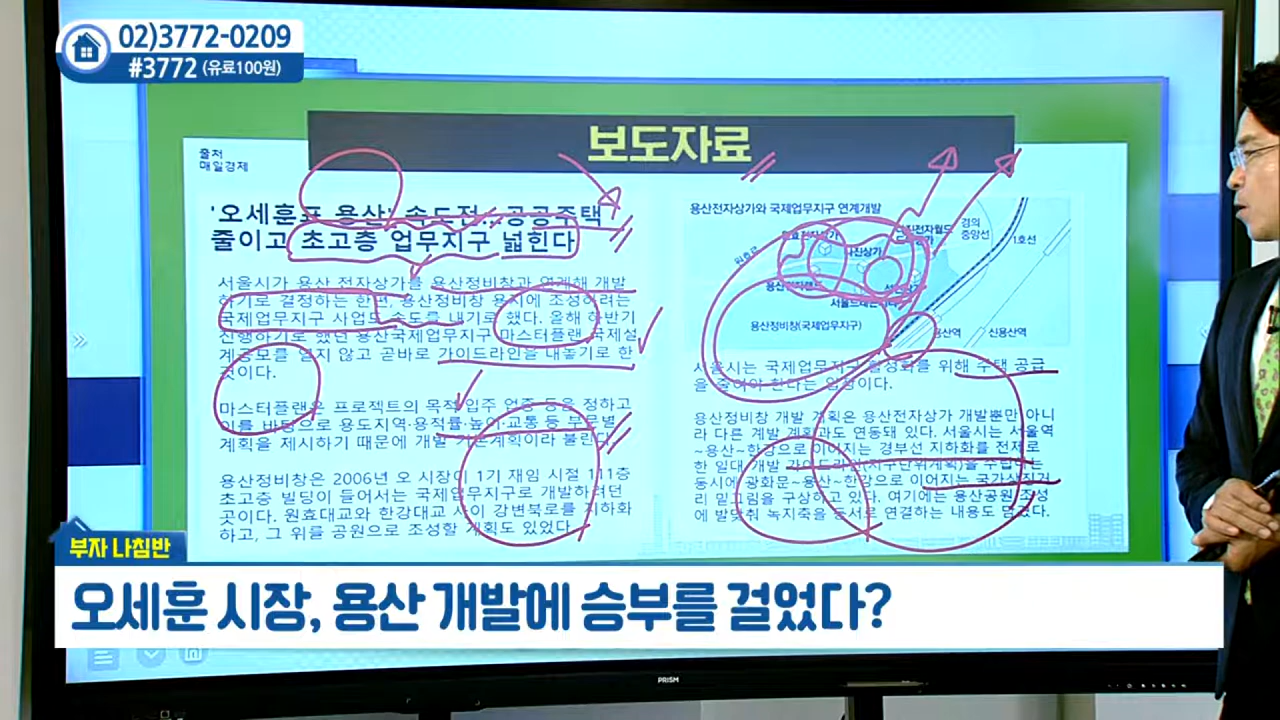 02)3772-0209
#3772 (유료100원)
보도자료
출처
매일경제
'오세훈표 용산' 속도전…공공주택
줄이고 초고층 업무지구 넓힌다
서울시가 용산 전자상가를 용산정비창과 연계해 개발
하기로 결정하는 한편, 용산정비창 용지에 조성하려는
국제업무지구 사업도 속도를 내기로 했다. 올해 하반기
진행하기로 했던 용산국제업무지구 마스터플랜 국제설
계공모를 열지 않고 곧바로 가이드라인을 내놓기로 한
것이다.
마스터플랜은 프로젝트의 목적·입주 업종 등을 정하고
이를 바탕으로 용도지역·용적률·높이·교통 등 부문별
계획을 제시하기 때문에 개발 기본계획이라 불린다.
용산정비창은 2006년 오 시장이 1기 재임 시절 111층
초고층 빌딩이 들어서는 국제업무지구로 개발하려던
곳이다. 원효대교와 한강대교 사이 강변북로를 지하화
하고, 그 위를 공원으로 조성할 계획도 있었다.
용산전자상가와 국제업무지구 연계개발
원효로
원효전자상가
전자월드
경의
중앙선
1호선
나진상가
용산전자랜드
용산정비창(국제업무지구)
용산역
신용산역
서울시는 국제업무지구 활성화를 위해 주택 공급
을 줄여야 한다는 입장이다.
용산정비창 개발 계획은 용산전자상가 개발뿐만 아니
라 다른 계발 계획과도 연동돼 있다. 서울시는 서울역
~용산~한강으로 이어지는 경부선 지하화를 전제로
한 일대 개발 가이드라인(지구단위계획)을 수립하는
동시에 광화문~용산~한강으로 이어지는 국가상징거
리 밑그림을 구상하고 있다. 여기에는 용산공원 조성
에 발맞춰 녹지축을 동서로 연결하는 내용도 담겼다.
부자 나침반
오세훈 시장, 용산 개발에 승부를 걸었다?
PRISM